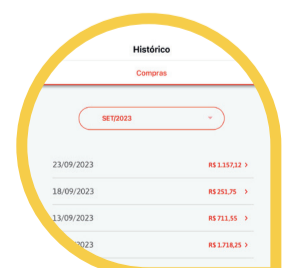 Histórico
Compras
SET/2023
23/09/2023 R$ 1.157,12 >
18/09/2023 R$ 251,75 >
13/09/2023 R$ 711,55 >
/2023 R$ 1.718,25 >